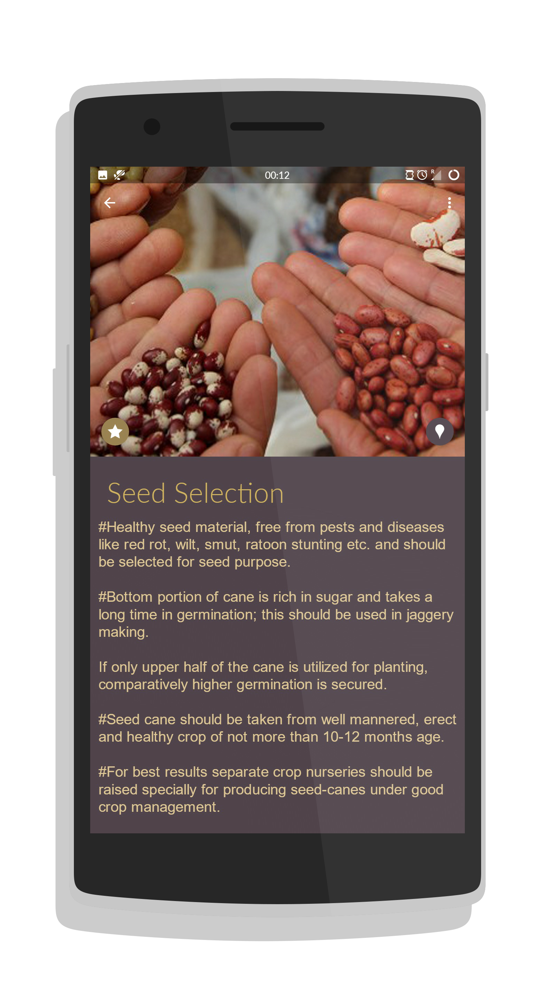 00:12
R
Seed Selection
#Healthy seed material, free from pests and diseases
like red rot, wilt, smut, ratoon stunting etc. and should
be selected for seed purpose.
#Bottom portion of cane is rich in sugar and takes a
long time in germination; this should be used in jaggery
making.
If only upper half of the cane is utilized for planting,
comparatively higher germination is secured.
#Seed cane should be taken from well mannered, erect
and healthy crop of not more than 10-12 months age.
#For best results separate crop nurseries should be
raised specially for producing seed-canes under good
crop management.